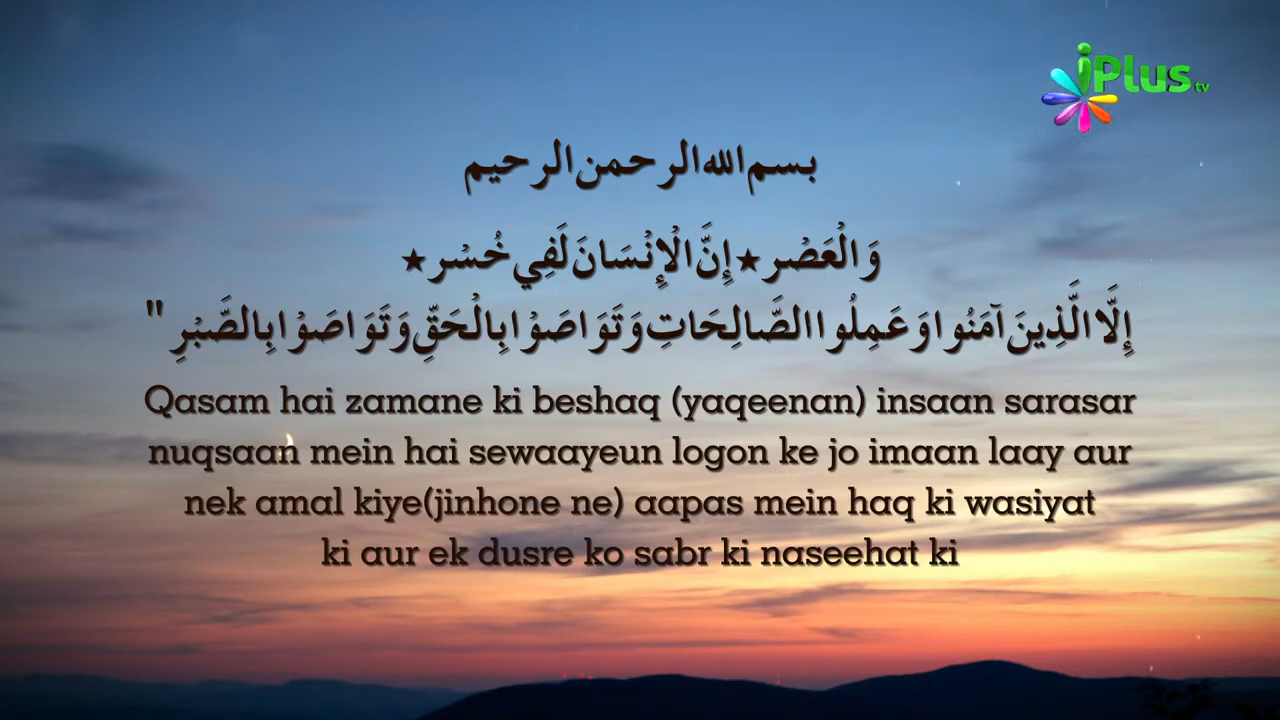 iPlus tv
بسم الله الرحمن الرحيم
وَالْعَصْرِ★إِنَّ الْإِنْسَانَ لَفِي خُسْرٍ★
إِلَّا الَّذِينَ آمَنُوا وَعَمِلُوا الصَّالِحَاتِ وَتَوَاصَوْا بِالْحَقِّ وَتَوَاصَوْا بِالصَّبْرِ "
Qasam hai zamane ki beshaq (yaqeenan) insaan sarasar
nuqsaan mein hai sewaayeun logon ke jo imaan laay aur
nek amal kiye(jinhone ne) aapas mein haq ki wasiyat
ki aur ek dusre ko sabr ki naseehat ki